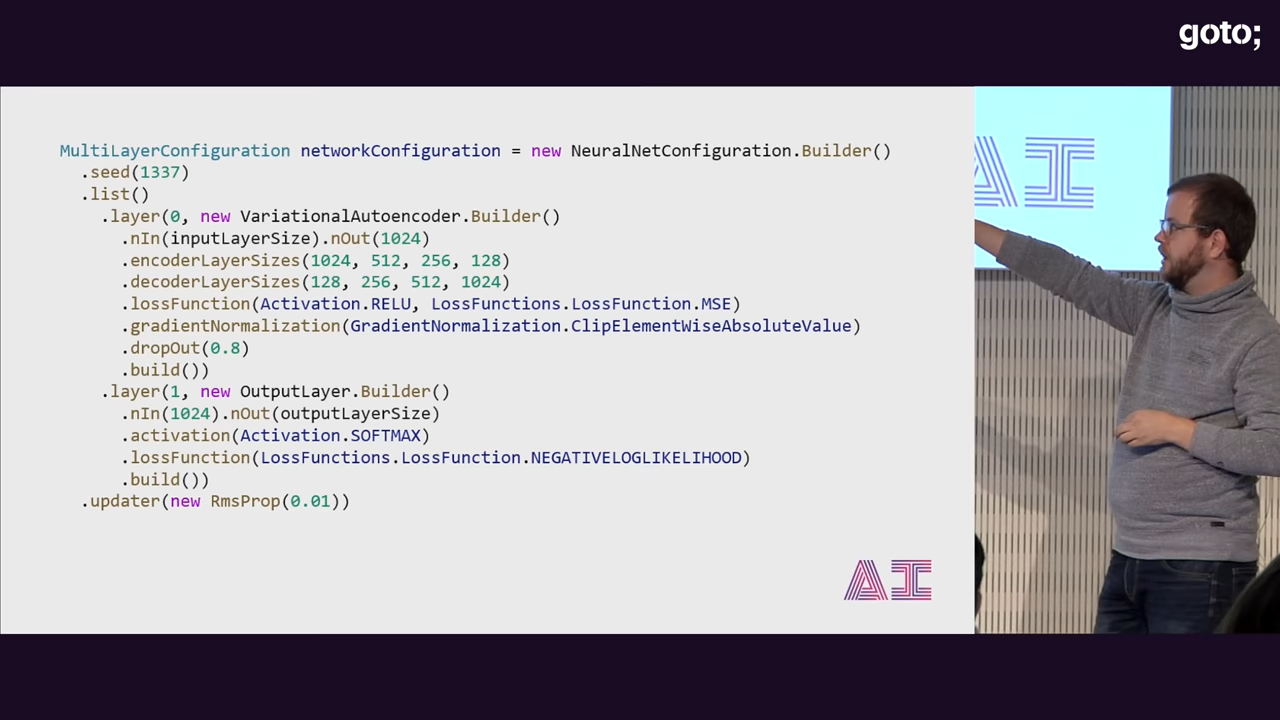 goto;
MultiLayerConfiguration networkConfiguration = new NeuralNetConfiguration.Builder()
.seed(1337)
.list()
.layer(0, new VariationalAutoencoder.Builder()
.nIn(inputLayerSize).nOut(1024)
.encoderLayerSizes(1024, 512, 256, 128)
.decoderLayerSizes(128, 256, 512, 1024)
.lossFunction(Activation.RELU, LossFunctions.LossFunction.MSE)
.gradientNormalization(GradientNormalization.ClipElementWiseAbsoluteValue)
.dropOut(0.8)
.build())
.layer(1, new OutputLayer.Builder()
.nIn(1024).nOut(outputLayerSize)
.activation(Activation.SOFTMAX)
.lossFunction(LossFunctions.LossFunction.NEGATIVELOGLIKELIHOOD)
.build())
.updater(new RmsProp(0.01))
AI
AI